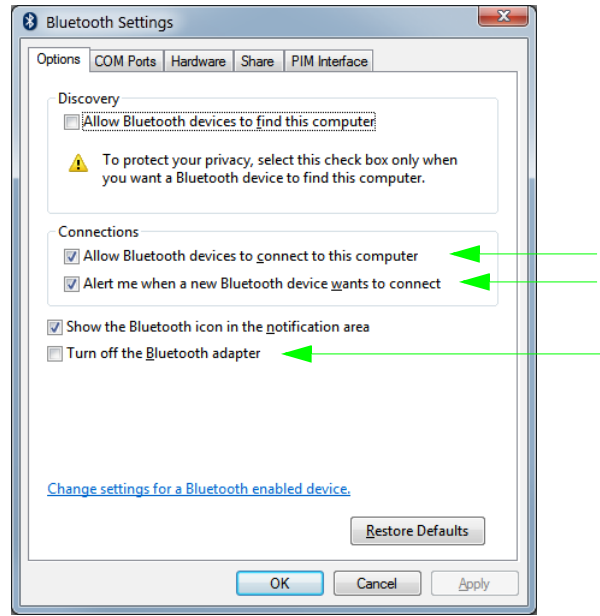 Bluetooth Settings
Options COM Ports Hardware Share PIM Interface
Discovery
Allow Bluetooth devices to find this computer
To protect your privacy, select this check box only when
you want a Bluetooth device to find this computer.
Connections
Allow Bluetooth devices to connect to this computer
Alert me when a new Bluetooth device wants to connect
Show the Bluetooth icon in the notification area
Turn off the Bluetooth adapter
Change settings for a Bluetooth enabled device.
Restore Defaults
OK Cancel Apply